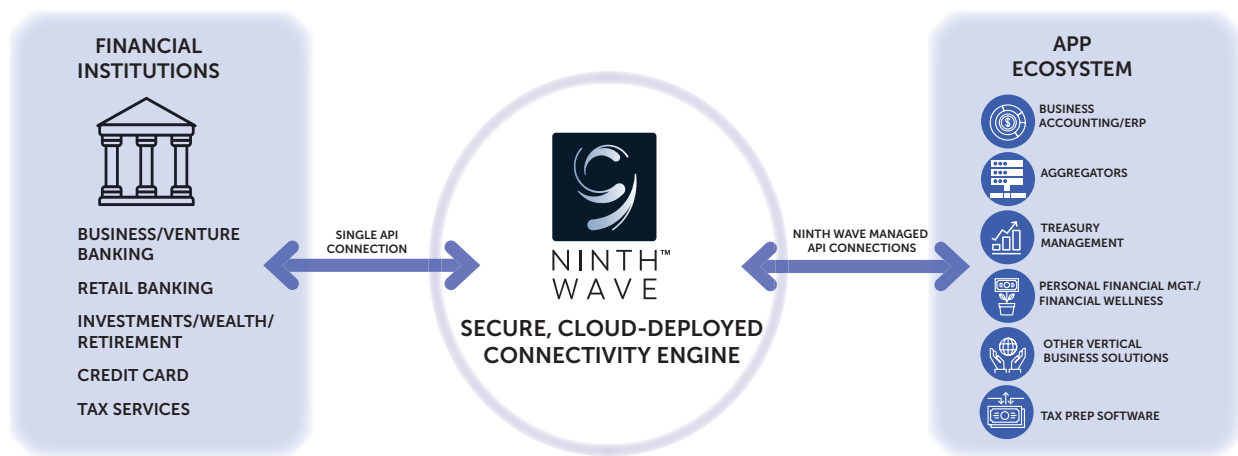 FINANCIAL
INSTITUTIONS
BUSINESS/VENTURE
BANKING
RETAIL BANKING
INVESTMENTS/WEALTH/
RETIREMENT
CREDIT CARD
TAX SERVICES
SINGLE API
CONNECTION
NINTH™
WAVE
SECURE, CLOUD-DEPLOYED
CONNECTIVITY ENGINE
NINTH WAVE MANAGED
API CONNECTIONS
APP
ECOSYSTEM
$
BUSINESS
ACCOUNTING/ERP
AGGREGATORS
TREASURY
MANAGEMENT
PERSONAL FINANCIAL MGT./
FINANCIAL WELLNESS
OTHER VERTICAL
BUSINESS SOLUTIONS
TAX PREP SOFTWARE